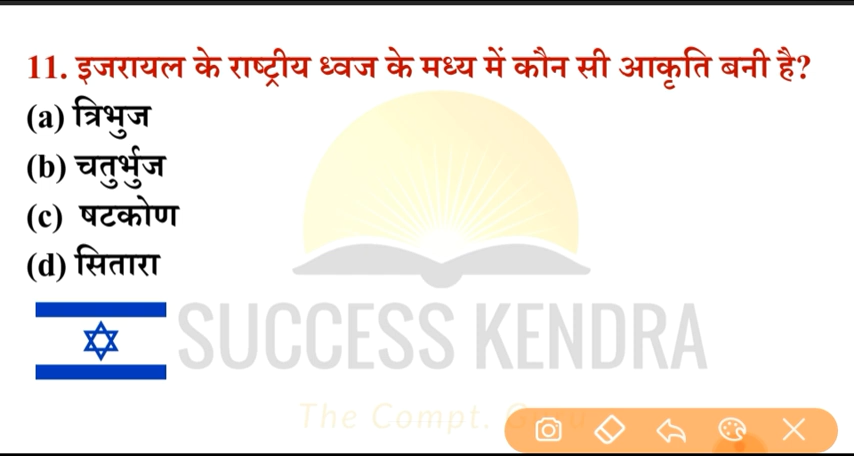 11. इजरायल के राष्ट्रीय ध्वज के मध्य में कौन सी आकृति बनी है?
(a) त्रिभुज
(b) चतुर्भुज
(c) षटकोण
(d) सितारा
SUCCESS KENDRA
The Compt.